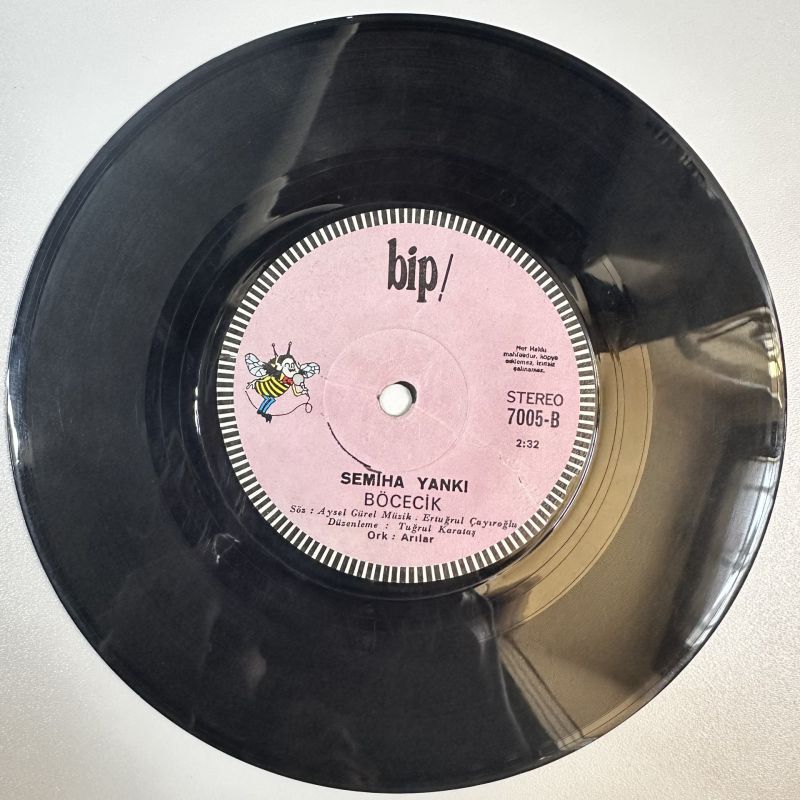 bip!
Her Hakkı
mahfuzdur, kopya
edilemez, izinsiz
çalınamaz.
STEREO
7005-B
2:32
SEMİHA YANKI
BÖCECİK
Söz : Aysel Gürel Müzik : Ertuğrul Çayıroğlu
Düzenleme : Tuğrul Karataş
Ork : Arılar